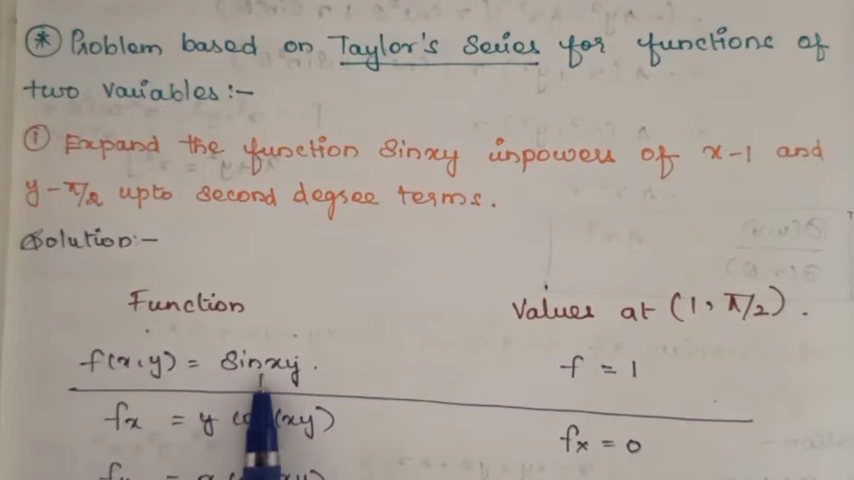 * Problem based on Taylor's Series for functions of
two variables:-
① Expand the function Sinxy inpowers of x-1 and
y-π/2 upto second degree terms.
Solution:-
Function Values at (1, π/2).
f(x,y) = Sinxy. f = 1
fx = y (xy) fx = 0